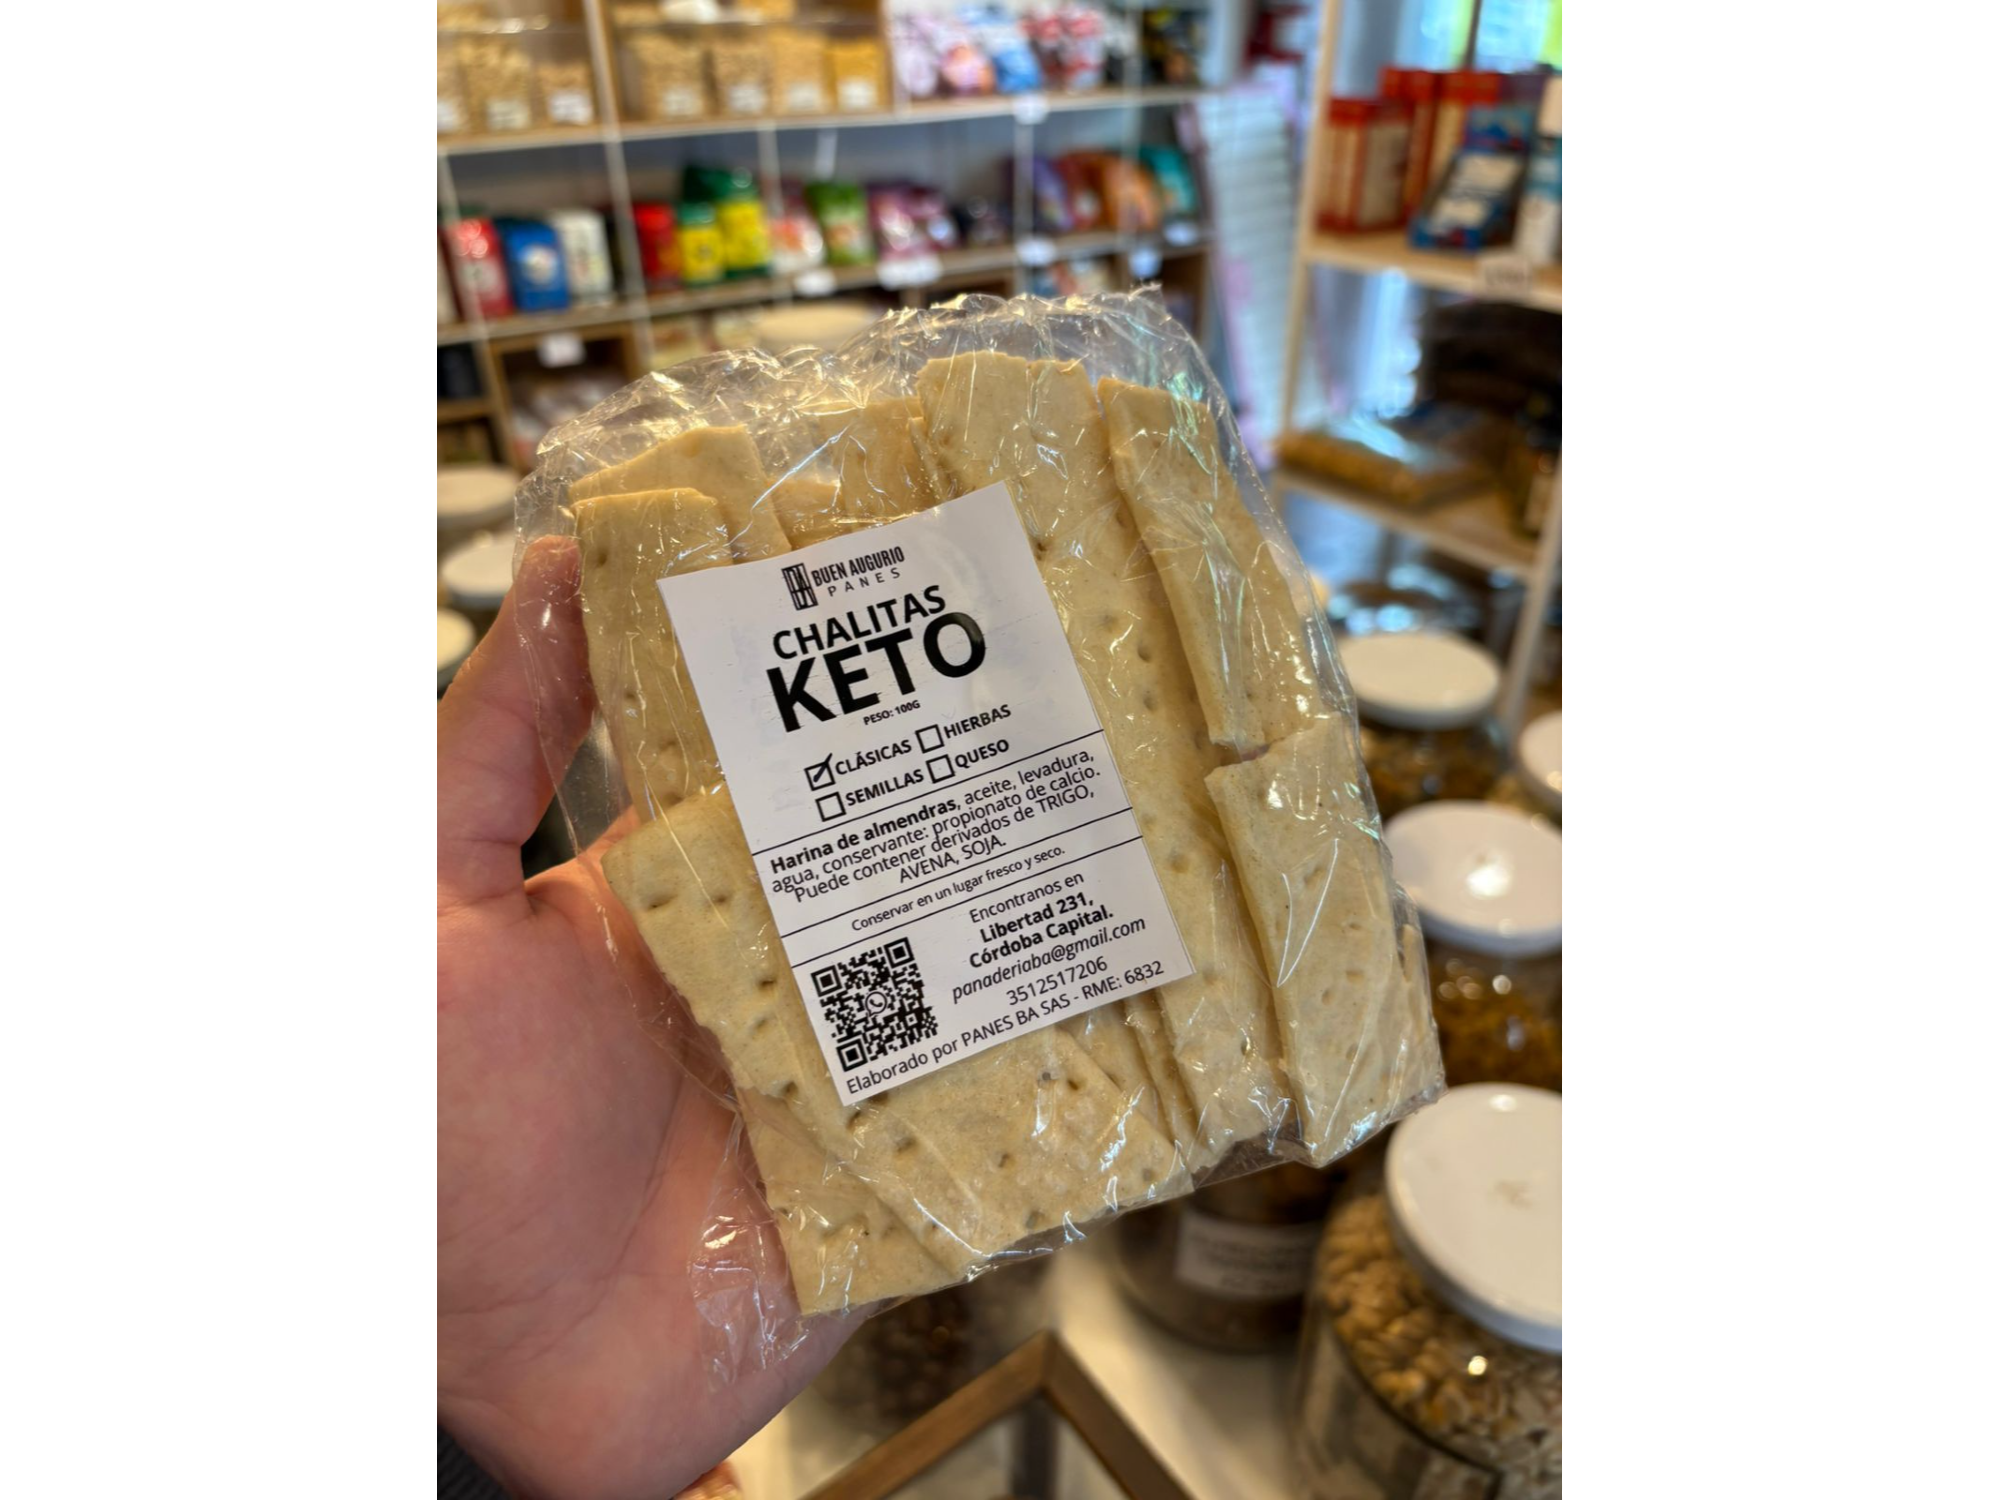 BUEN AUGURIO
PANES
CHALITAS
KETO
PESO: 100G
CLÁSICAS HIERBAS
SEMILLAS QUESO
Harina de almendras, aceite, levadura,
agua, conservante: propionato de calcio.
Puede contener derivados de TRIGO,
AVENA, SOJA.
Conservar en un lugar fresco y seco.
Encontranos en
Libertad 231,
Córdoba Capital.
panaderiaba@gmail.com
3512517206
Elaborado por PANES BA SAS - RME: 6832